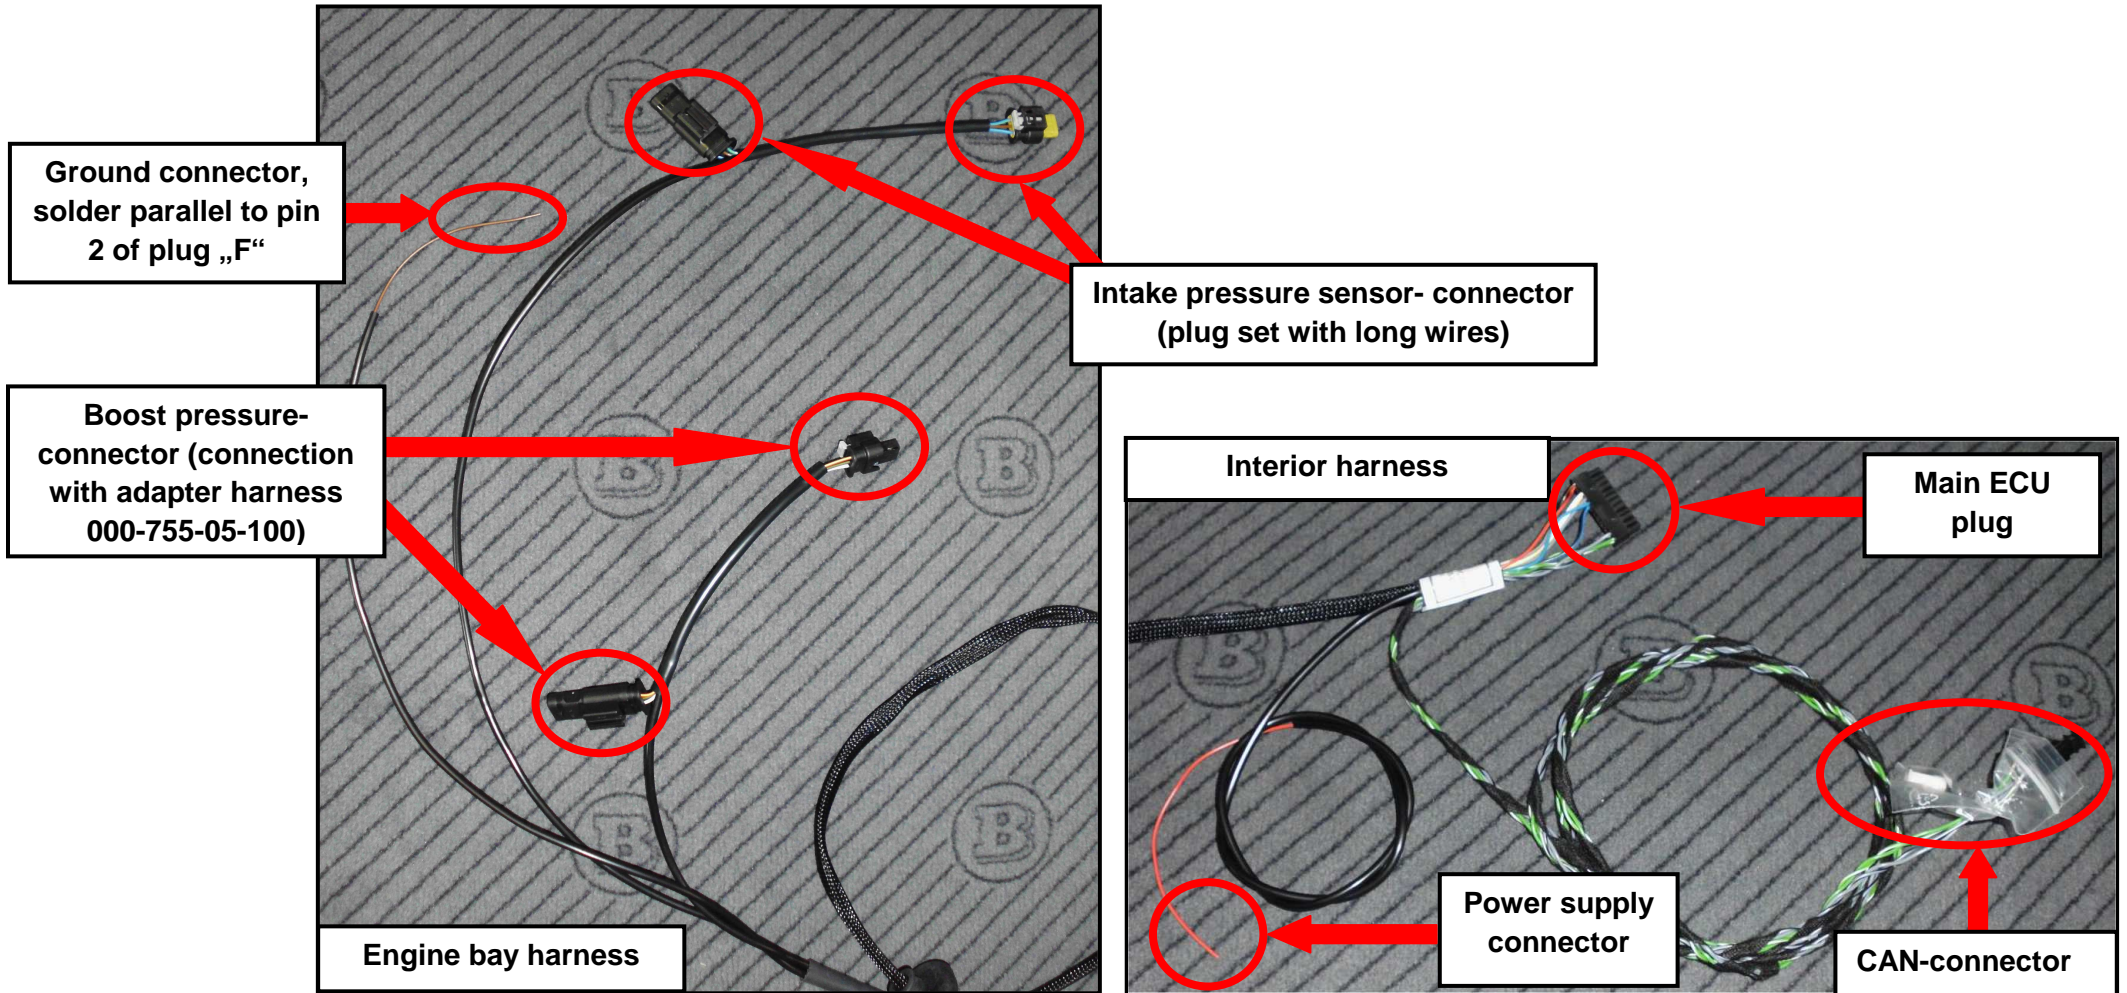 Ground connector,
solder parallel to pin
2 of plug „F“
Boost pressure-
connector (connection
with adapter harness
000-755-05-100)
Intake pressure sensor- connector
(plug set with long wires)
Engine bay harness
Interior harness
Main ECU
plug
Power supply
connector
CAN-connector
B
B
B
B
B
B
B
B
B
B